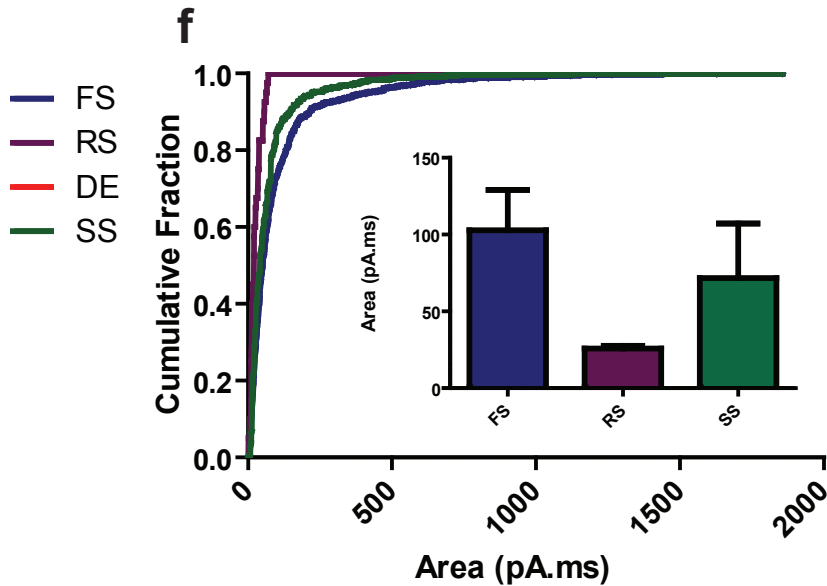 f
FS
RS
DE
SS
Cumulative Fraction
1.0
0.8
0.6
0.4
0.2
0.0
0
500
1000
1500
2000
Area (pA.ms)
Area (pA.ms)
150
100
50
0
FS
RS
SS